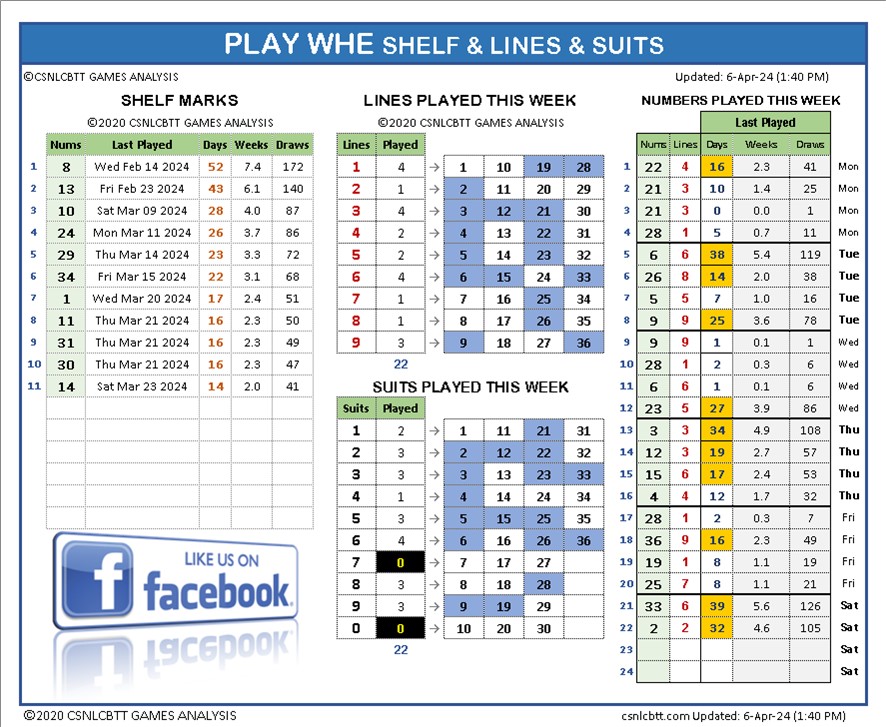 PLAY WHE SHELF & LINES & SUITS
©CSNLCBTT GAMES ANALYSIS
Updated: 6-Apr-24 (1:40 PM)
SHELF MARKS
©2020 CSNLCBTT GAMES ANALYSIS
Nums Last Played Days Weeks Draws
1 8 Wed Feb 14 2024 52 7.4 172
2 13 Fri Feb 23 2024 43 6.1 140
3 10 Sat Mar 09 2024 28 4.0 87
4 24 Mon Mar 11 2024 26 3.7 86
5 29 Thu Mar 14 2024 23 3.3 72
6 34 Fri Mar 15 2024 22 3.1 68
7 1 Wed Mar 20 2024 17 2.4 51
8 11 Thu Mar 21 2024 16 2.3 50
9 31 Thu Mar 21 2024 16 2.3 49
10 30 Thu Mar 21 2024 16 2.3 47
11 14 Sat Mar 23 2024 14 2.0 41
LIKE US ON
f facebook
LINES PLAYED THIS WEEK
©2020 CSNLCBTT GAMES ANALYSIS
Lines Played
1 4 → 1 10 19 28
2 1 → 2 11 20 29
3 4 → 3 12 21 30
4 2 → 4 13 22 31
5 2 → 5 14 23 32
6 4 → 6 15 24 33
7 1 → 7 16 25 34
8 1 → 8 17 26 35
9 3 → 9 18 27 36
22
SUITS PLAYED THIS WEEK
Suits Played
1 2 → 1 11 21 31
2 3 → 2 12 22 32
3 3 → 3 13 23 33
4 1 → 4 14 24 34
5 3 → 5 15 25 35
6 4 → 6 16 26 36
7 0 → 7 17 27
8 3 → 8 18 28
9 3 → 9 19 29
0 0 → 10 20 30
22
NUMBERS PLAYED THIS WEEK
Last Played
Nums Lines Days Weeks Draws
1 22 4 16 2.3 41 Mon
2 21 3 10 1.4 25 Mon
3 21 3 0 0.0 1 Mon
4 28 1 5 0.7 11 Mon
5 6 6 38 5.4 119 Tue
6 26 8 14 2.0 38 Tue
7 5 5 7 1.0 16 Tue
8 9 9 25 3.6 78 Tue
9 9 9 1 0.1 1 Wed
10 28 1 2 0.3 6 Wed
11 6 6 1 0.1 6 Wed
12 23 5 27 3.9 86 Wed
13 3 3 34 4.9 108 Thu
14 12 3 19 2.7 57 Thu
15 15 6 17 2.4 53 Thu
16 4 4 12 1.7 32 Thu
17 28 1 2 0.3 7 Fri
18 36 9 16 2.3 49 Fri
19 19 1 8 1.1 19 Fri
20 25 7 8 1.1 21 Fri
21 33 6 39 5.6 126 Sat
22 2 2 32 4.6 105 Sat
23 Sat
24 Sat
©2020 CSNLCBTT GAMES ANALYSIS
csnlcbtt.com Updated: 6-Apr-24 (1:40 PM)